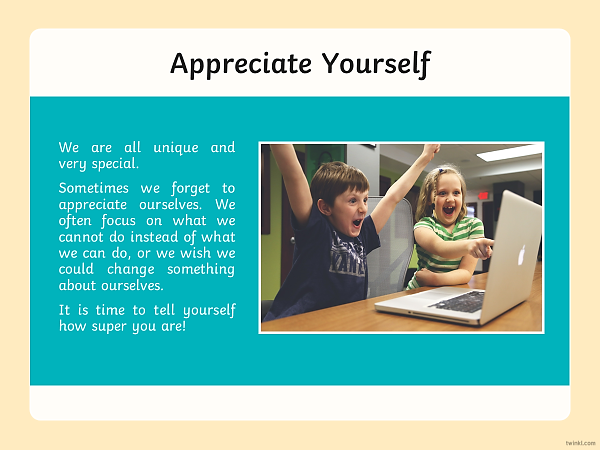 Appreciate Yourself
We are all unique and
very special.
Sometimes we forget to
appreciate ourselves. We
often focus on what we
cannot do instead of what
we can do, or we wish we
could change something
about ourselves.
It is time to tell yourself
how super you are!
twinkl.com